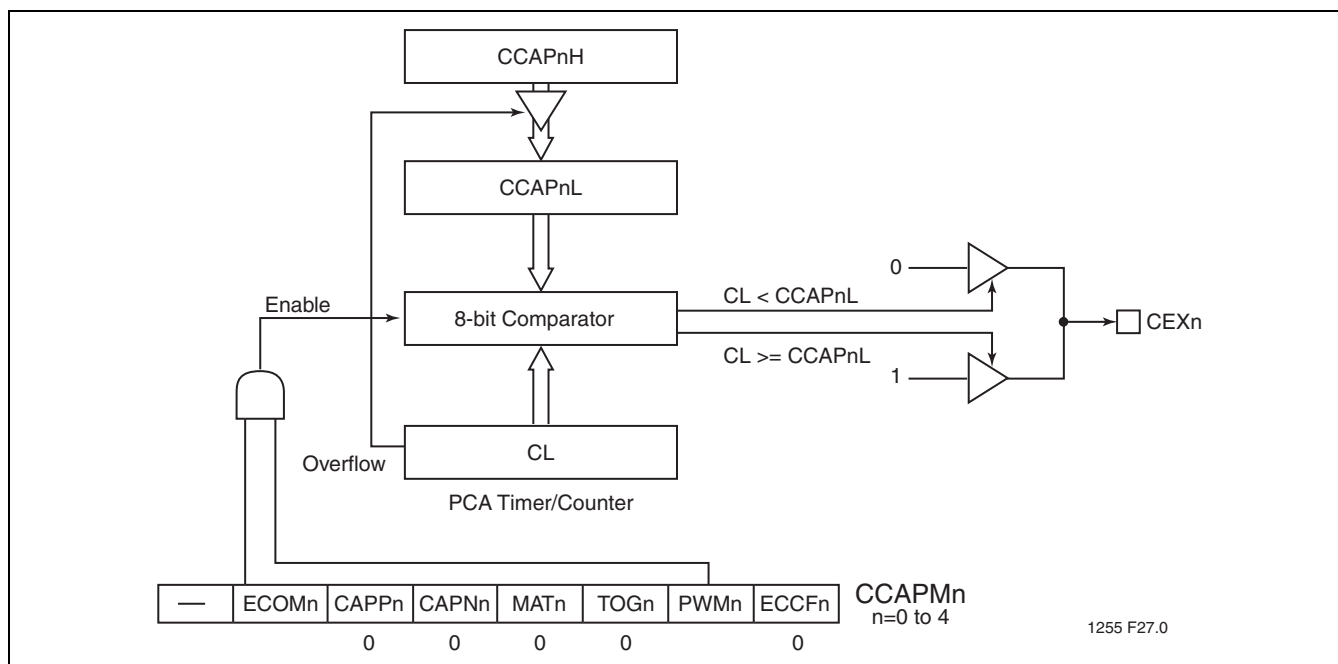 CCAPnH
CCAPnL
0
CL < CCAPnL
Enable
8-bit Comparator
CEXn
CL >= CCAPnL
1
CL
Overflow
PCA Timer/Counter
— ECOMn CAPPn CAPNn MATn TOGn PWMn ECCFn CCAPMn
n=0 to 4
0 0 0 0 0
1255 F27.0